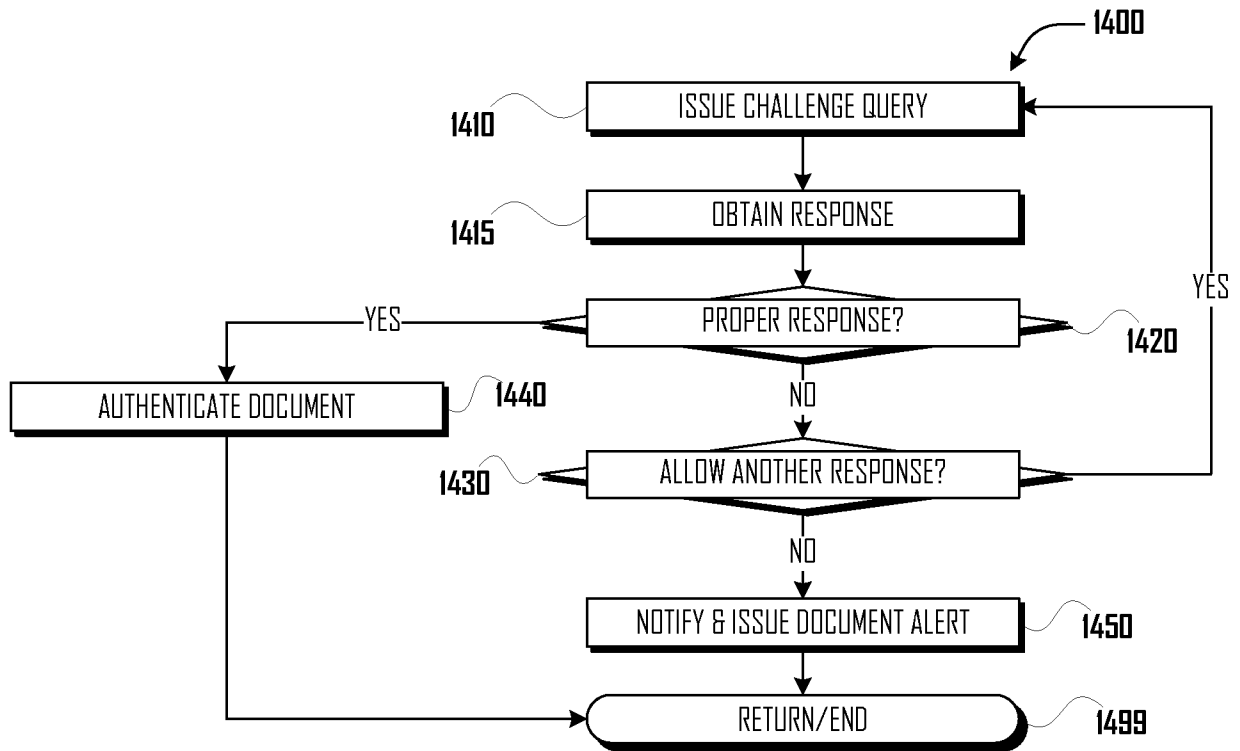 1400
ISSUE CHALLENGE QUERY
1410
OBTAIN RESPONSE
1415
YES
YES
PROPER RESPONSE?
1420
AUTHENTICATE DOCUMENT
1440
NO
ALLOW ANOTHER RESPONSE?
1430
NO
NOTIFY & ISSUE DOCUMENT ALERT
1450
RETURN/END
1499